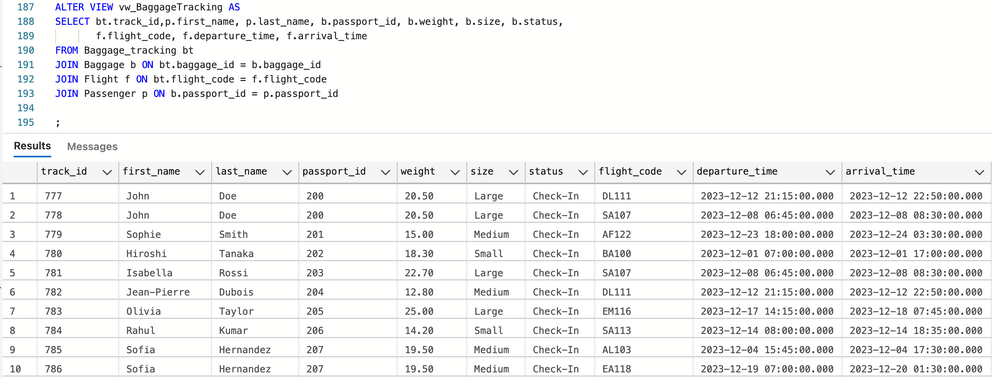 187 ALTER VIEW vw_BaggageTracking AS
188 SELECT bt.track_id,p.first_name, p.last_name, b.passport_id, b.weight, b.size, b.status,
189 f.flight_code, f.departure_time, f.arrival_time
190 FROM Baggage_tracking bt
191 JOIN Baggage b ON bt.baggage_id = b.baggage_id
192 JOIN Flight f ON bt.flight_code = f.flight_code
193 JOIN Passenger p ON b.passport_id = p.passport_id
194
195 ;
Results Messages
track_id first_name last_name passport_id weight size status flight_code departure_time arrival_time
1 777 John Doe 200 20.50 Large Check-In DL111 2023-12-12 21:15:00.000 2023-12-12 22:50:00.000
2 778 John Doe 200 20.50 Large Check-In SA107 2023-12-08 06:45:00.000 2023-12-08 08:30:00.000
3 779 Sophie Smith 201 15.00 Medium Check-In AF122 2023-12-23 18:00:00.000 2023-12-24 03:30:00.000
4 780 Hiroshi Tanaka 202 18.30 Small Check-In BA100 2023-12-01 07:00:00.000 2023-12-01 17:00:00.000
5 781 Isabella Rossi 203 22.70 Large Check-In SA107 2023-12-08 06:45:00.000 2023-12-08 08:30:00.000
6 782 Jean-Pierre Dubois 204 12.80 Medium Check-In DL111 2023-12-12 21:15:00.000 2023-12-12 22:50:00.000
7 783 Olivia Taylor 205 25.00 Large Check-In EM116 2023-12-17 14:15:00.000 2023-12-18 07:45:00.000
8 784 Rahul Kumar 206 14.20 Small Check-In SA113 2023-12-14 08:00:00.000 2023-12-14 18:35:00.000
9 785 Sofia Hernandez 207 19.50 Medium Check-In AL103 2023-12-04 15:45:00.000 2023-12-04 17:30:00.000
10 786 Sofia Hernandez 207 19.50 Medium Check-In EA118 2023-12-19 07:00:00.000 2023-12-20 01:30:00.000